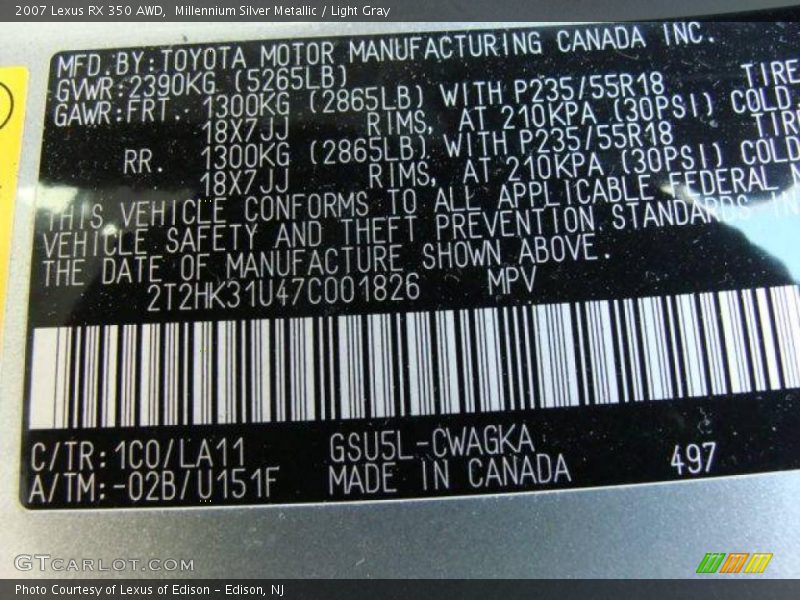 2007 Lexus RX 350 AWD, Millennium Silver Metallic / Light Gray
MFD. BY: TOYOTA MOTOR MANUFACTURING CANADA INC.
GVWR: 2390KG (5265LB)
GAWR: FRT. 1300KG (2865LB) WITH P235/55R18 TIRE
18X7JJ RIMS, AT 210KPA (30PSI) COLD
RR. 1300KG (2865LB) WITH P235/55R18 TIR
18X7JJ RIMS, AT 210KPA (30PSI) COLD
THIS VEHICLE CONFORMS TO ALL APPLICABLE FEDERAL
VEHICLE SAFETY AND THEFT PREVENTION STANDARDS IN
THE DATE OF MANUFACTURE SHOWN ABOVE.
2T2HK31U47C001826 MPV
C/TR: 1C0/LA11 GSU5L-CWAGKA 497
A/TM: -02B/U151F MADE IN CANADA
GTCARLOT.COM
Photo Courtesy of Lexus of Edison – Edison, NJ